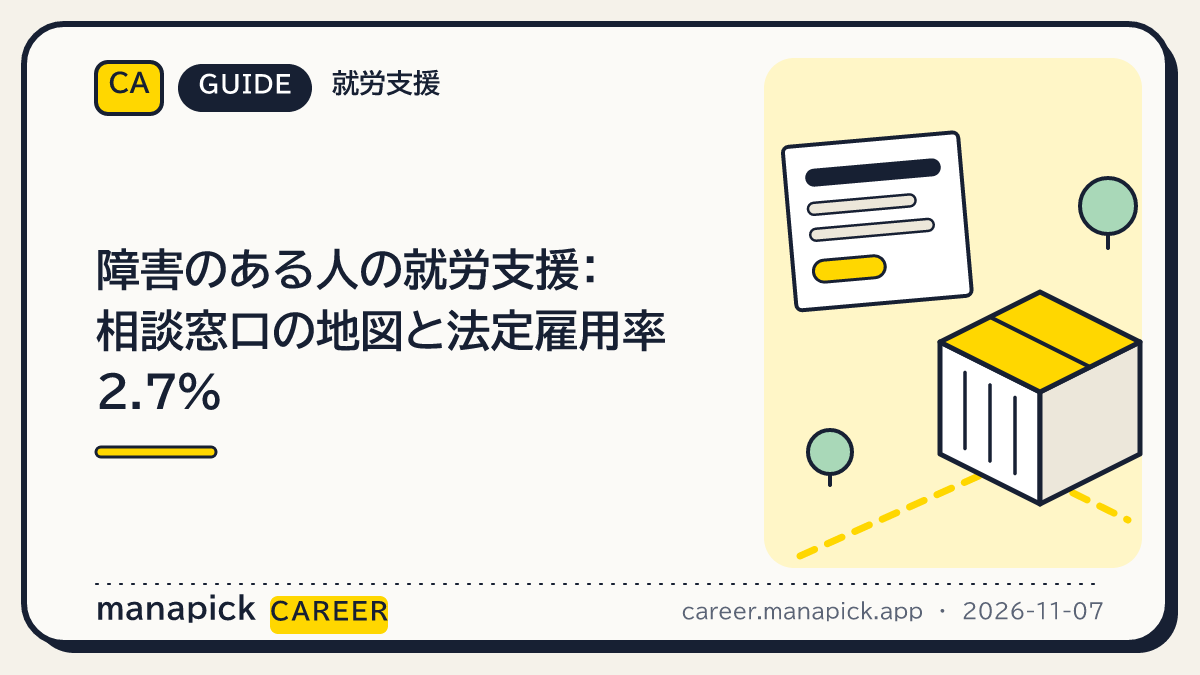 CA GUIDE 就労支援
障害のある人の就労支援：
相談窓口の地図と法定雇用率
2.7%
manapick CAREER
career.manapick.app ・ 2026-11-07